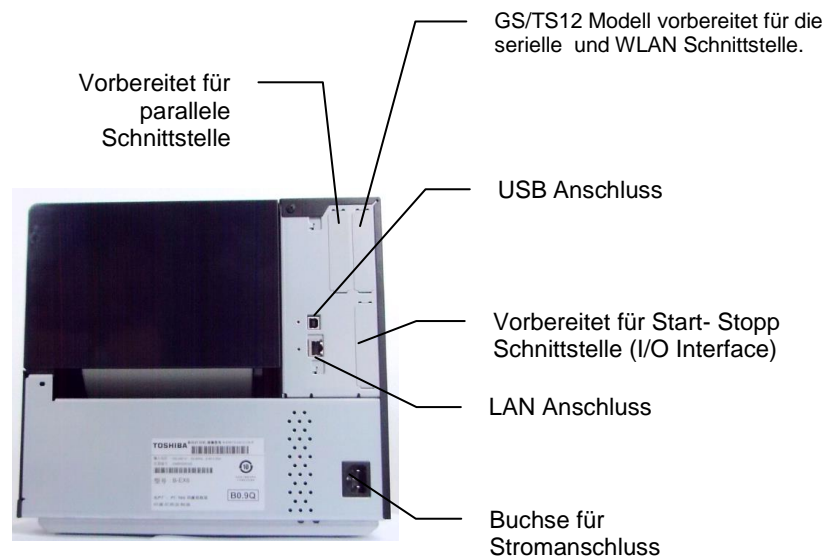 GS/TS12 Modell vorbereitet für die
serielle und WLAN Schnittstelle.
Vorbereitet für
parallele
Schnittstelle
USB Anschluss
Vorbereitet für Start- Stopp
Schnittstelle (I/O Interface)
LAN Anschluss
TOSHIBA
B-EX6
B0.9Q
Buchse für
Stromanschluss